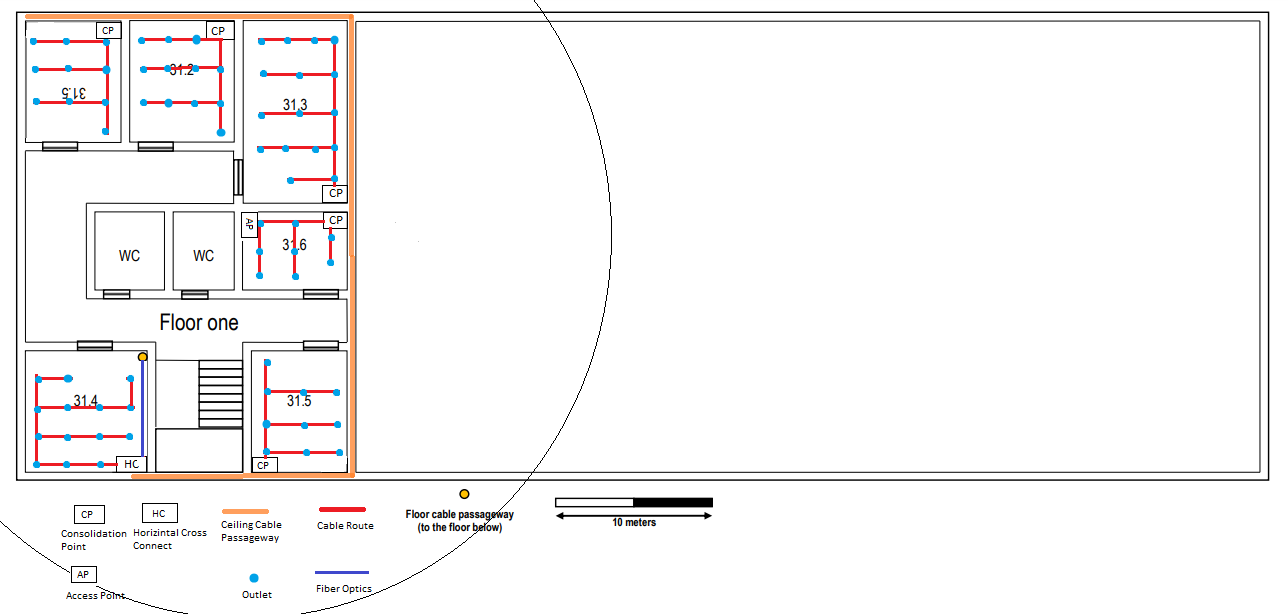 CP
CP
31.5
31.2
31.3
CP
AP
CP
31.6
WC
WC
Floor one
31.4
31.5
HC
CP
CP
HC
Consolidation
Point
Horizintal Cross
Connect
Ceiling Cable
Passageway
Cable Route
Floor cable passageway
(to the floor below)
10 meters
AP
Access Point
Outlet
Fiber Optics